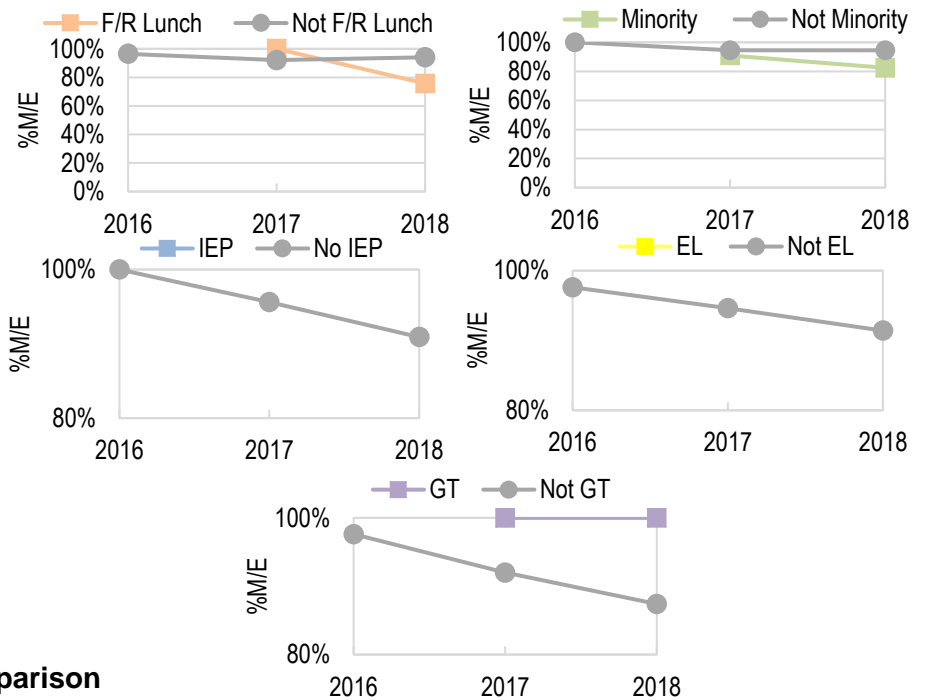 F/R Lunch Not F/R Lunch
100%
80%
60%
40%
20%
0%
%M/E
2016 2017 2018
Minority Not Minority
100%
80%
60%
40%
20%
0%
%M/E
2016 2017 2018
IEP No IEP
100%
80%
%M/E
2016 2017 2018
EL Not EL
100%
80%
%M/E
2016 2017 2018
GT Not GT
100%
80%
%M/E
2016 2017 2018
parison